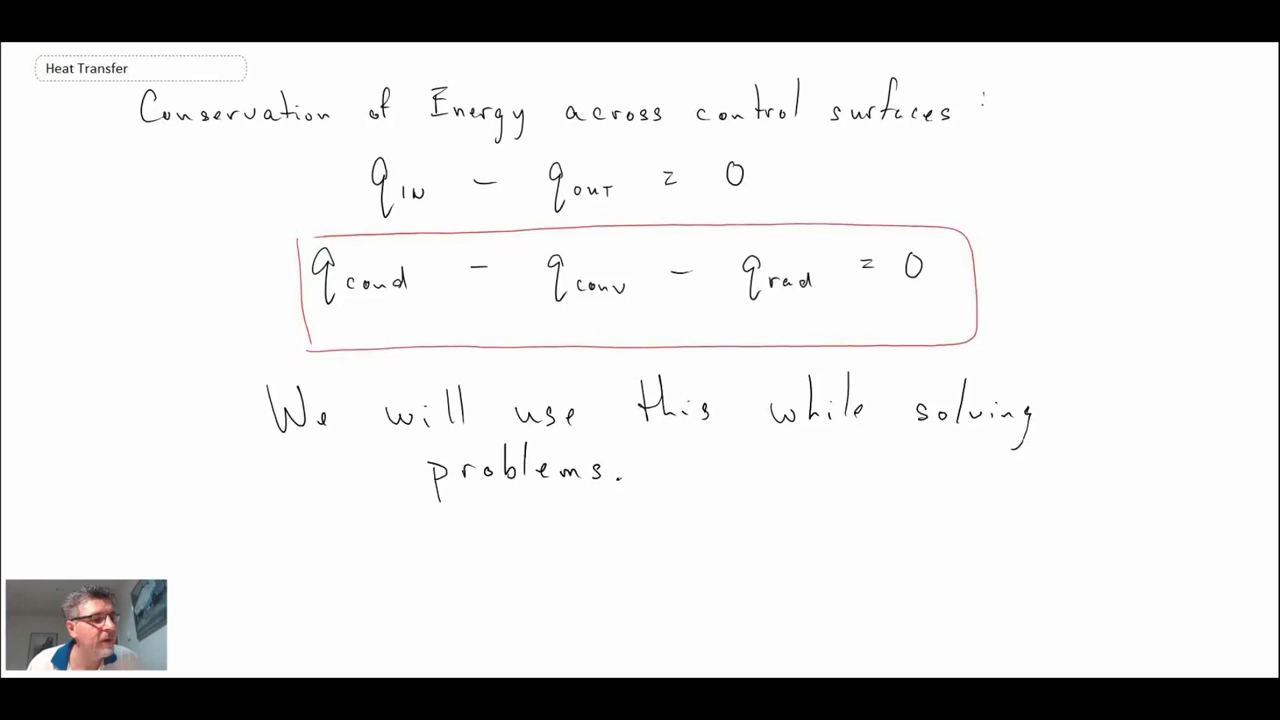 Heat Transfer
Conservation of Energy across control surfaces :
q_IN - q_OUT = 0
q_cond - q_conv - q_rad = 0
We will use this while solving
problems.